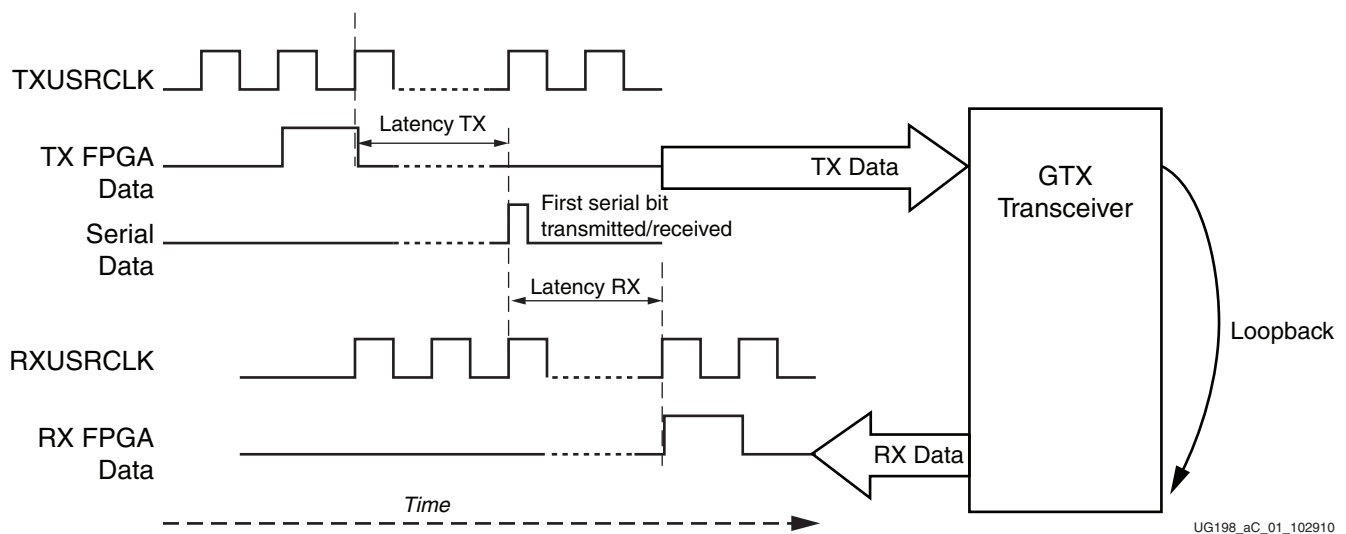 TXUSRCLK
Latency TX
TX FPGA
Data
TX Data
GTX
Transceiver
First serial bit
transmitted/received
Serial
Data
Latency RX
Loopback
RXUSRCLK
RX FPGA
Data
RX Data
Time
UG198_aC_01_102910